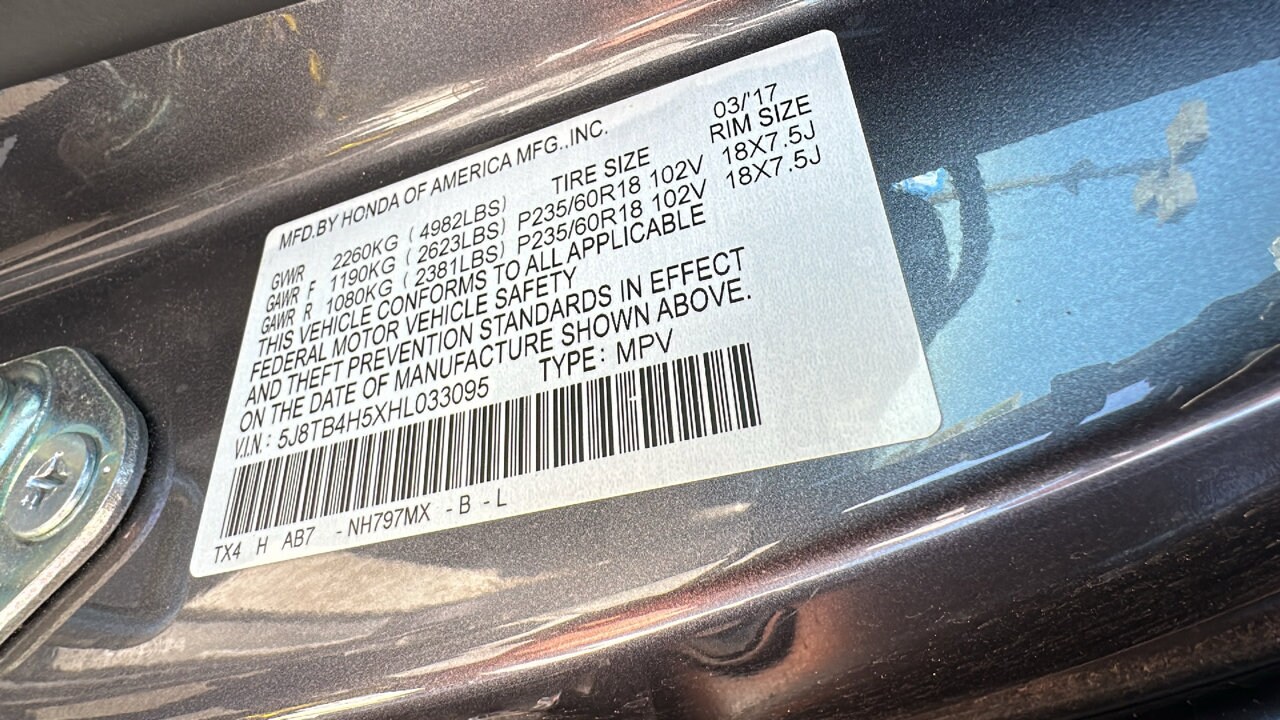 MFD.BY HONDA OF AMERICA MFG.,INC. 03/'17
TIRE SIZE RIM SIZE
GVWR 2260KG ( 4982LBS)
GAWR F 1190KG ( 2623LBS) P235/60R18 102V 18X7.5J
GAWR R 1080KG ( 2381LBS) P235/60R18 102V 18X7.5J
THIS VEHICLE CONFORMS TO ALL APPLICABLE
FEDERAL MOTOR VEHICLE SAFETY
AND THEFT PREVENTION STANDARDS IN EFFECT
ON THE DATE OF MANUFACTURE SHOWN ABOVE.
V.I.N: 5J8TB4H5XHL033095 TYPE: MPV
TX4 H AB7 -NH797MX -B -L